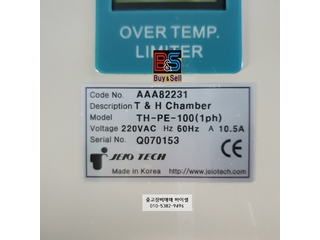 OVER TEMP.
LIMITER
B&S
Buy & Sell
Code No. AAA82231
Description T & H Chamber
Model TH-PE-100(1ph)
Voltage 220VAC Hz 60Hz A 10.5A
Serial No. Q070153
JEIO TECH
CE
Made in Korea http://www.jeiotech.com
중고장비매매 바이셀
010-5382-9496